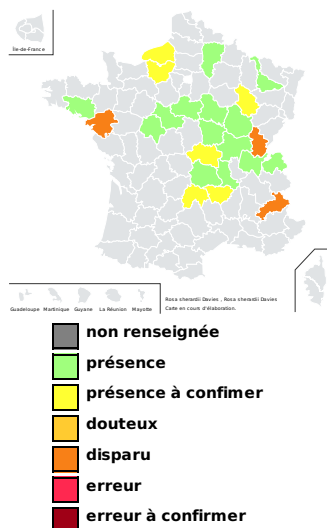 Île-de-France
Guadeloupe Martinique Guyane La Réunion Mayotte
Rosa sherardii Davies , Rosa sherardii Davies
Carte en cours d'élaboration.
non renseignée
présence
présence à confimer
douteux
disparu
erreur
erreur à confirmer